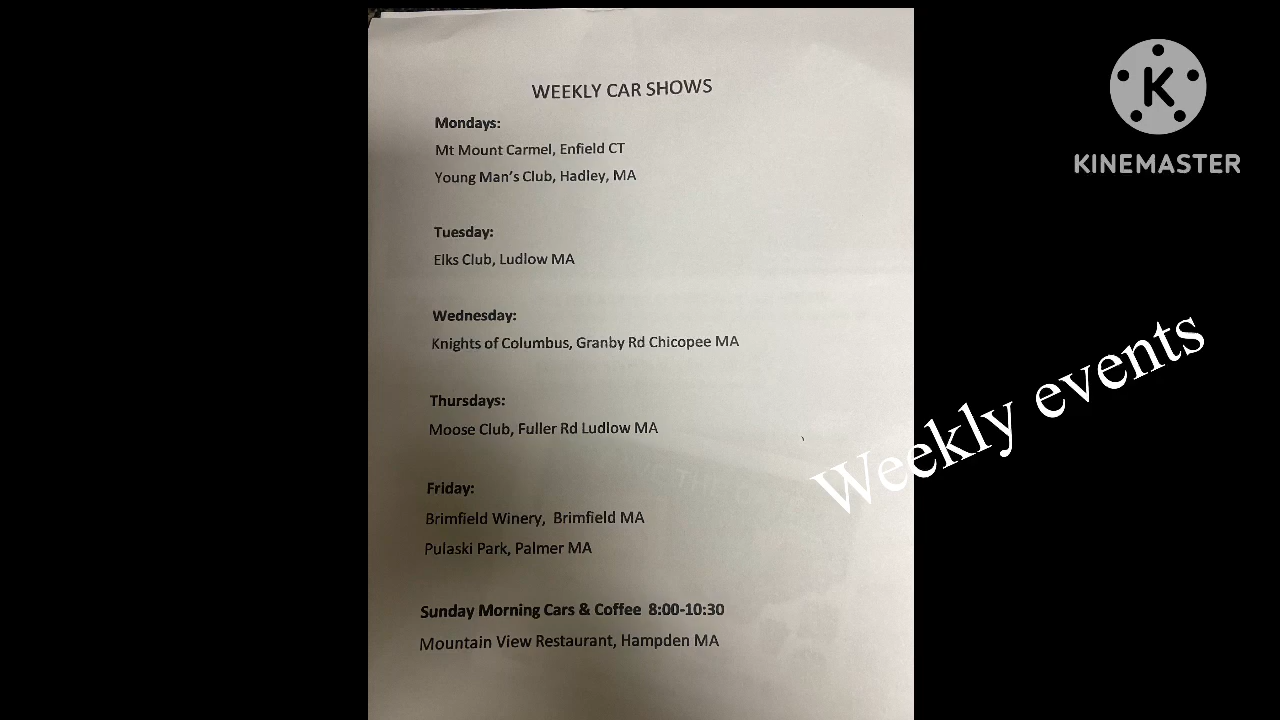 WEEKLY CAR SHOWS
Mondays:
Mt Mount Carmel, Enfield CT
Young Man's Club, Hadley, MA
Tuesday:
Elks Club, Ludlow MA
Wednesday:
Knights of Columbus, Granby Rd Chicopee MA
Thursdays:
Moose Club, Fuller Rd Ludlow MA
Friday:
Brimfield Winery,  Brimfield MA
Pulaski Park, Palmer MA
Sunday Morning Cars & Coffee  8:00-10:30
Mountain View Restaurant, Hampden MA
K
KINEMASTER
Weekly events